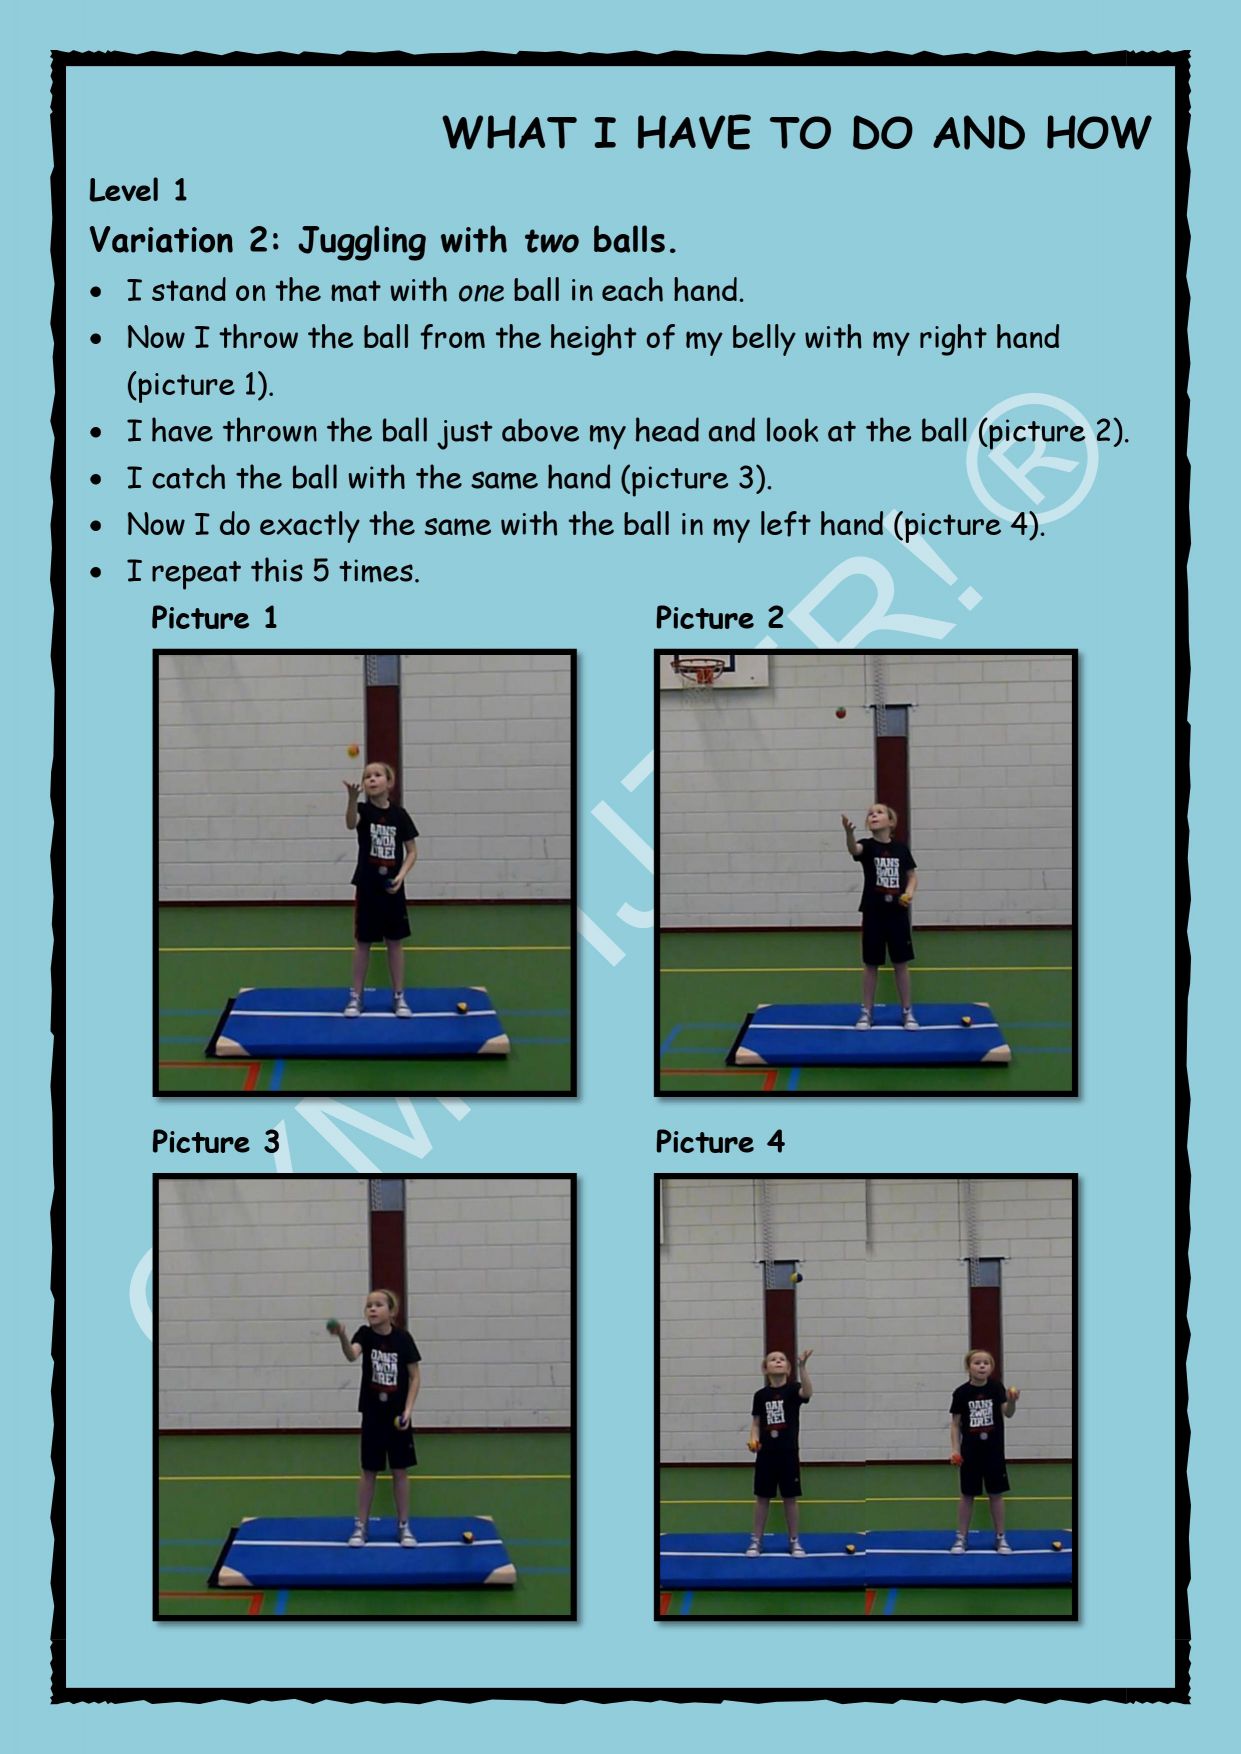 WHAT I HAVE TO DO AND HOW
Level 1
Variation 2: Juggling with two balls.
• I stand on the mat with one ball in each hand.
• Now I throw the ball from the height of my belly with my right hand
(picture 1).
• I have thrown the ball just above my head and look at the ball (picture 2).
• I catch the ball with the same hand (picture 3).
• Now I do exactly the same with the ball in my left hand (picture 4).
• I repeat this 5 times.
Picture 1
Picture 2
DANS
ZWOA
DREI
DANS
ZWOA
DREI
Picture 3
Picture 4
DANS
ZWOA
DREI
DANS
ZWOA
DREI